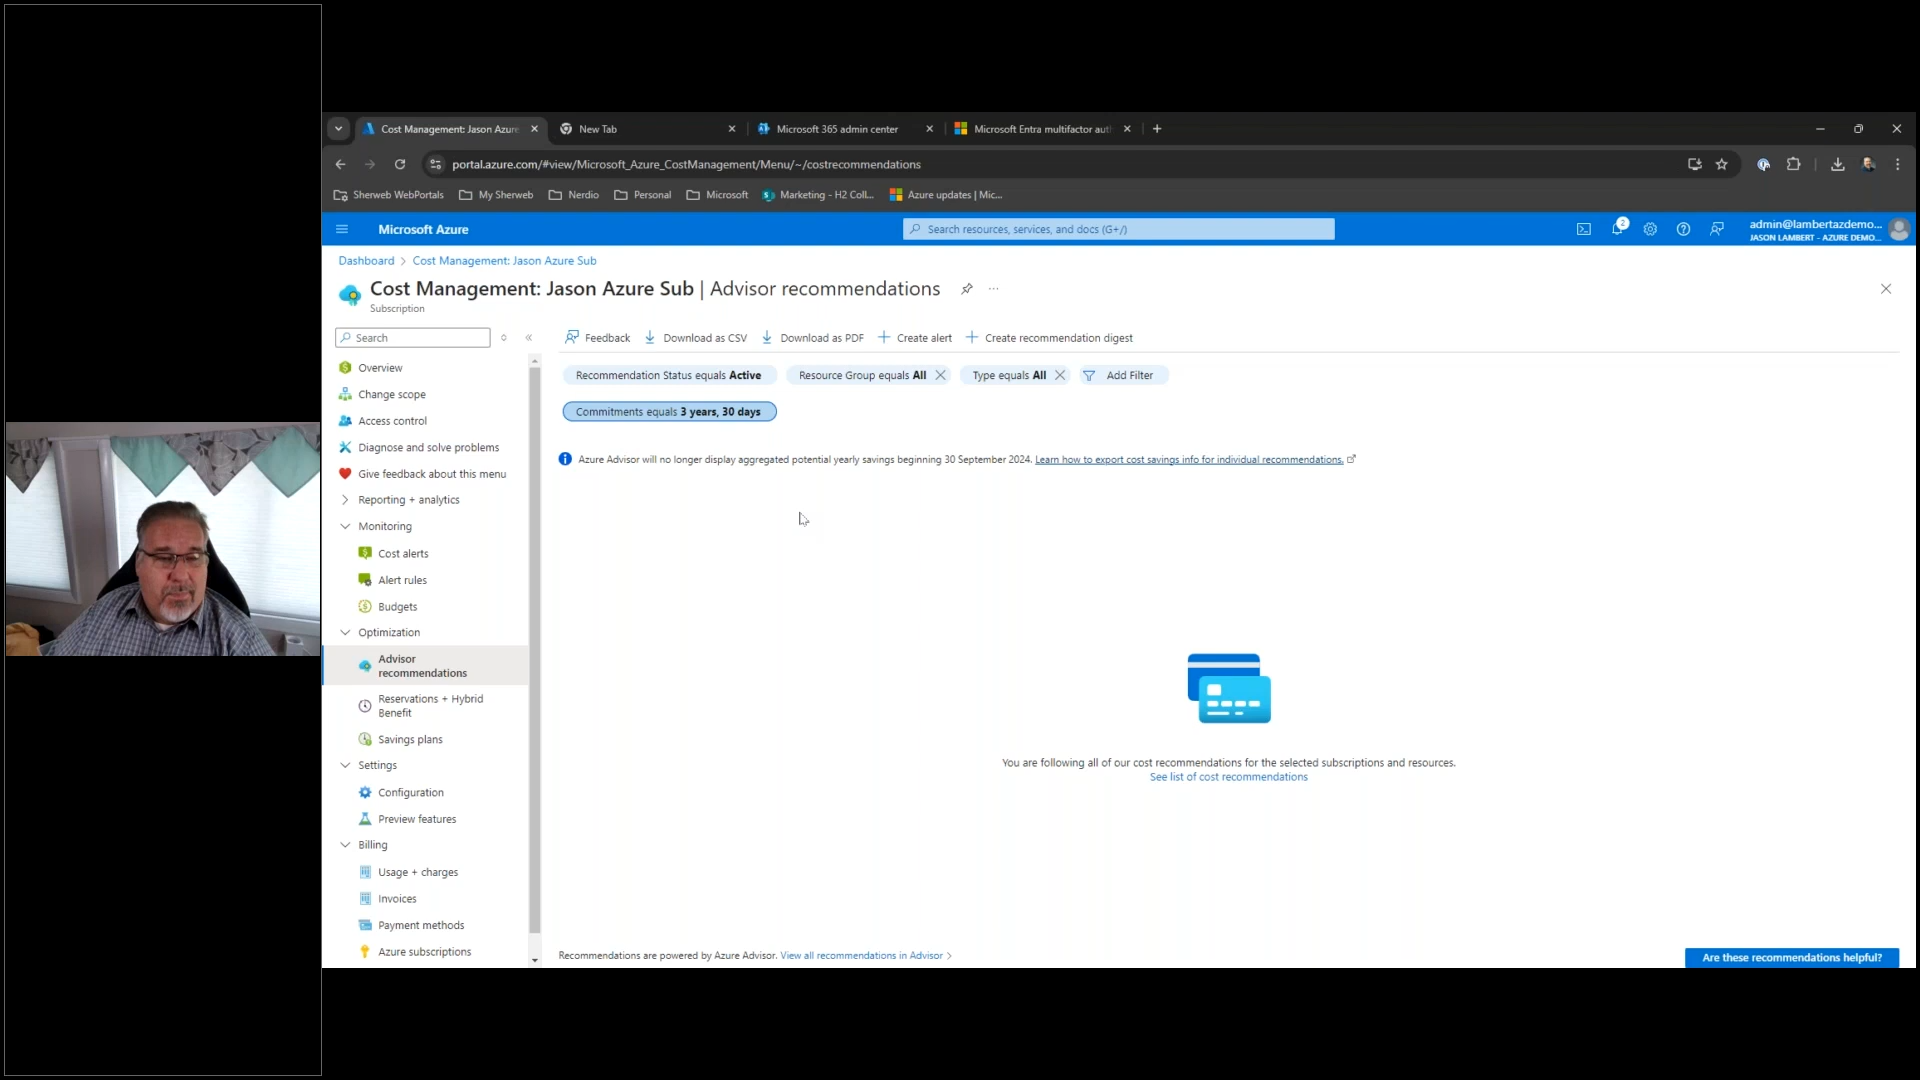 Cost Management: Jason Azure
New Tab
Microsoft 365 admin center
Microsoft Entra multifactor aut
portal.azure.com/#view/Microsoft_Azure_CostManagement/Menu/~/costrecommendations
Sherweb WebPortals
My Sherweb
Nerdio
Personal
Microsoft
Marketing - H2 Coll...
Azure updates | Mic...
Microsoft Azure
Search resources, services, and docs (G+/)
2
admin@lambertazdemo...
JASON LAMBERT - AZURE DEMO...
Dashboard > Cost Management: Jason Azure Sub
Cost Management: Jason Azure Sub | Advisor recommendations
Subscription
Search
Feedback
Download as CSV
Download as PDF
Create alert
Create recommendation digest
Overview
Change scope
Access control
Diagnose and solve problems
Give feedback about this menu
Reporting + analytics
Monitoring
Cost alerts
Alert rules
Budgets
Optimization
Advisor
recommendations
Reservations + Hybrid
Benefit
Savings plans
Settings
Configuration
Preview features
Billing
Usage + charges
Invoices
Payment methods
Azure subscriptions
Recommendation Status equals Active
Resource Group equals All
Type equals All
Add Filter
Commitments equals 3 years, 30 days
Azure Advisor will no longer display aggregated potential yearly savings beginning 30 September 2024. Learn how to export cost savings info for individual recommendations.
You are following all of our cost recommendations for the selected subscriptions and resources.
See list of cost recommendations
Recommendations are powered by Azure Advisor. View all recommendations in Advisor >
Are these recommendations helpful?